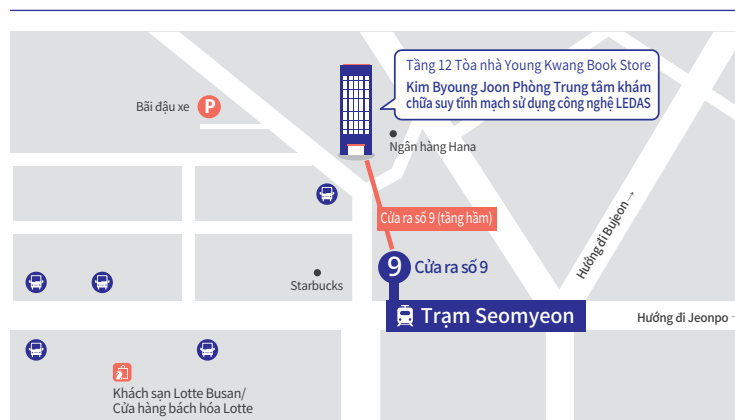 Tầng 12 Tòa nhà Young Kwang Book Store
Kim Byoung Joon Phòng Trung tâm khám
chữa suy tĩnh mạch sử dụng công nghệ LEDAS
Bãi đậu xe
P
Ngân hàng Hana
Cửa ra số 9 (tầng hầm)
Hướng đi Bujeon→
9 Cửa ra số 9
Starbucks
Trạm Seomyeon
Hướng đi Jeonpo
Khách sạn Lotte Busan/
Cửa hàng bách hóa Lotte